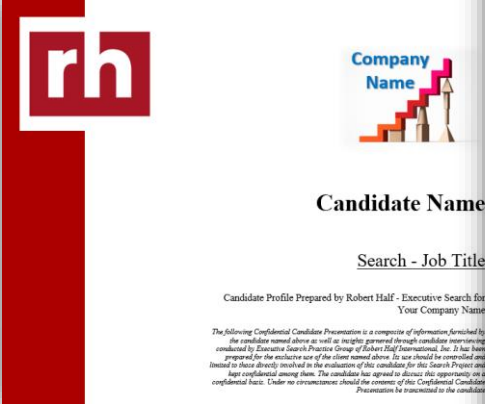 rh
Company
Name
Candidate Name
Search - Job Title
Candidate Profile Prepared by Robert Half - Executive Search for
Your Company Name
The following Confidential Candidate Presentation is a composite of information furnished by
the candidate named above as well as insights garnered through candidate interviewing
conducted by Executive Search Practice Group of Robert Half International, Inc. It has been
prepared for the exclusive use of the client named above. Its use should be controlled and
limited to those directly involved in the evaluation of this candidate for this Search Project and
kept confidential among them. The candidate has agreed to discuss this opportunity on a
confidential basis. Under no circumstances should the contents of this Confidential Candidate
Presentation be transmitted to the candidate